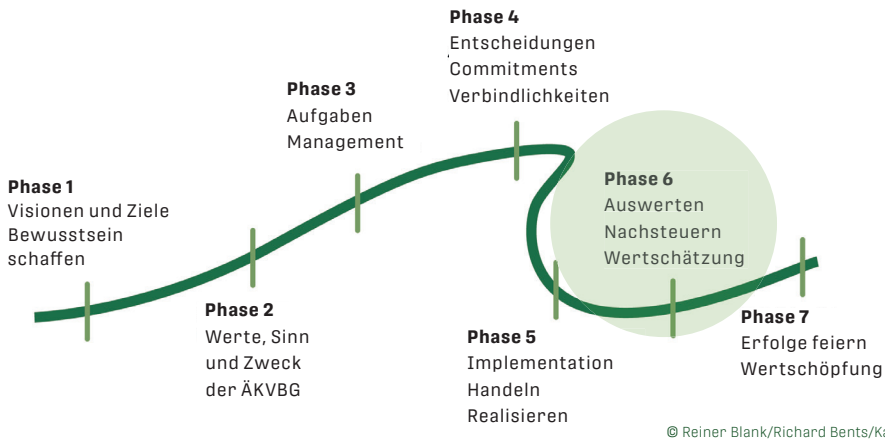 Phase 1
Visionen und Ziele
Bewusstsein
schaffen
Phase 2
Werte, Sinn
und Zweck
der ÄKVBG
Phase 3
Aufgaben
Management
Phase 4
Entscheidungen
Commitments
Verbindlichkeiten
Phase 5
Implementation
Handeln
Realisieren
Phase 6
Auswerten
Nachsteuern
Wertschätzung
Phase 7
Erfolge feiern
Wertschöpfung
© Reiner Blank/Richard Bents/